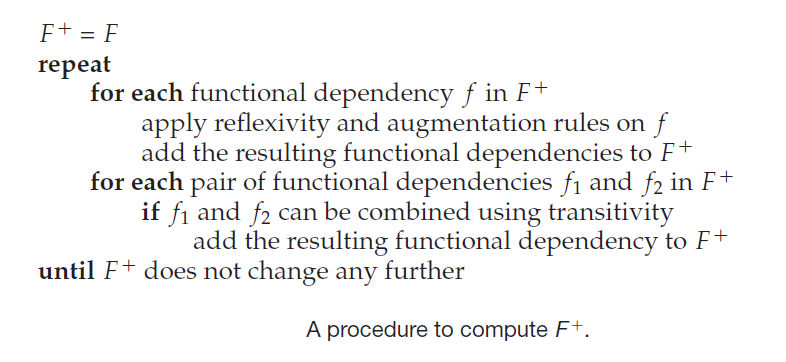 F+ = F
repeat
for each functional dependency f in F+
apply reflexivity and augmentation rules on f
add the resulting functional dependencies to F+
for each pair of functional dependencies f1 and f2 in F+
if f1 and f2 can be combined using transitivity
add the resulting functional dependency to F+
until F+ does not change any further
A procedure to compute F+.